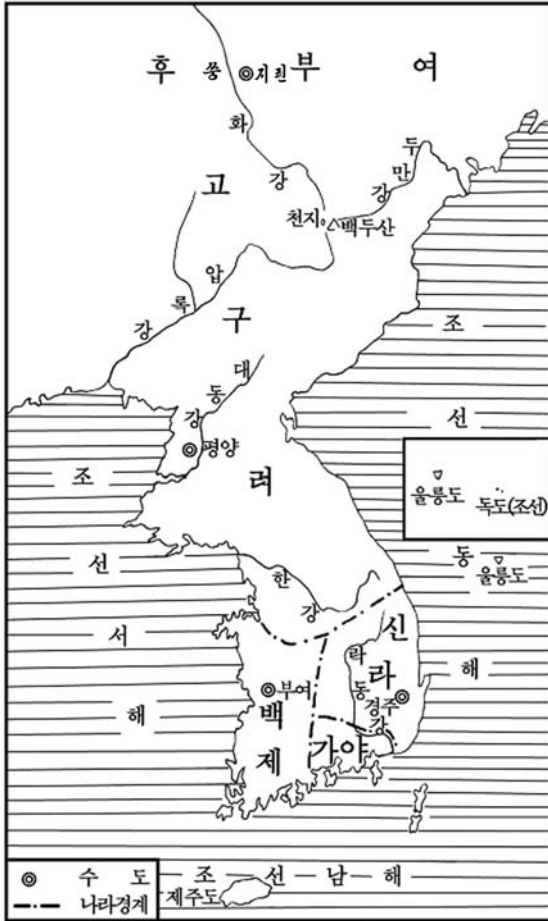 후부여
쑹화강
지린
고구려
두만강
천지
백두산
압록강
대동강
평양
조선동해
울릉도
독도(조선)
울릉도
조선서해
한강
신라
락동강
경주
부여
백제
가야
조선남해
제주도
수도
나라경계